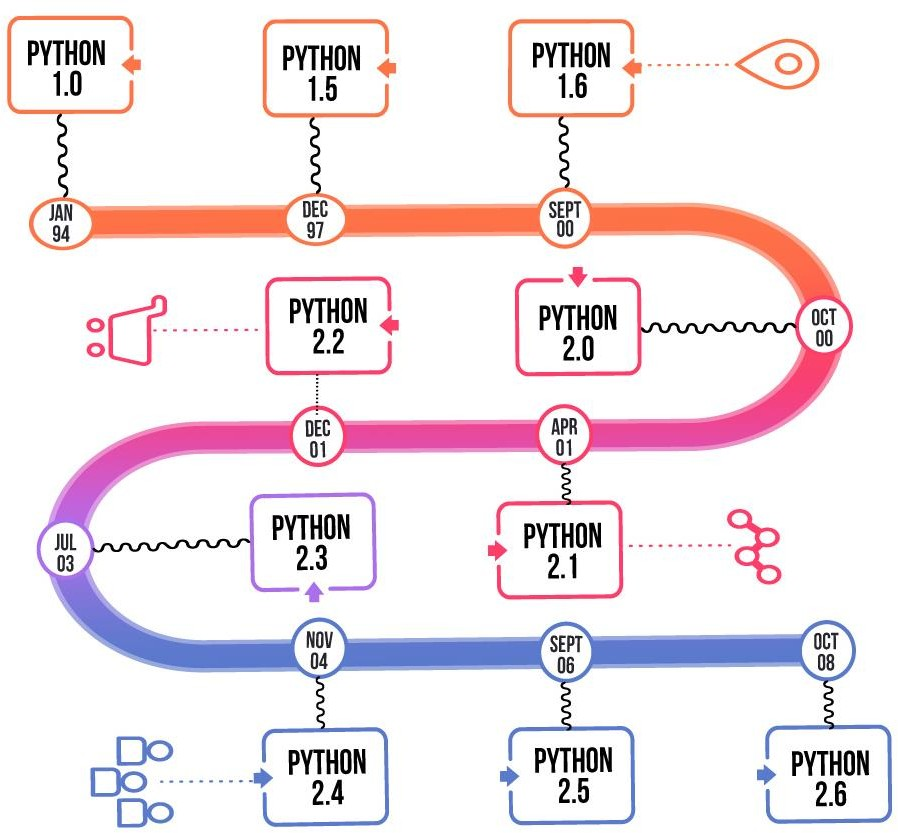 PYTHON
1.0
PYTHON
1.5
PYTHON
1.6
JAN
94
DEC
97
SEPT
00
PYTHON
2.2
PYTHON
2.0
OCT
00
DEC
01
APR
01
JUL
03
PYTHON
2.3
PYTHON
2.1
NOV
04
SEPT
06
OCT
08
PYTHON
2.4
PYTHON
2.5
PYTHON
2.6